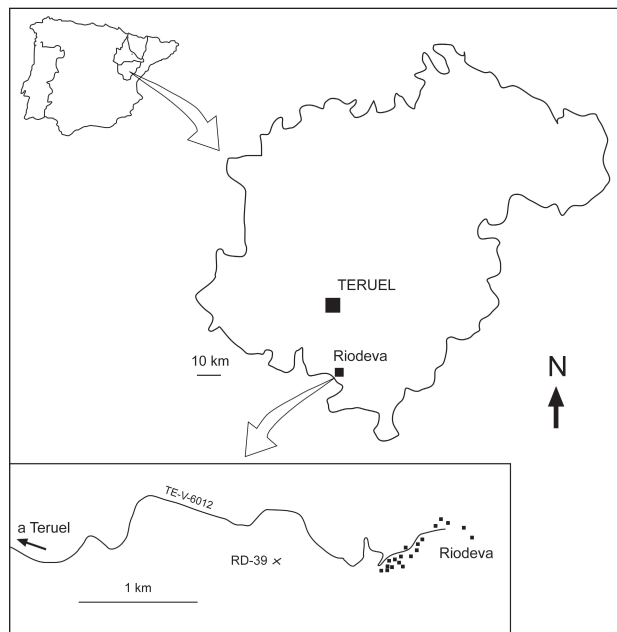 TERUEL
10 km
Riodeva
N
TE-V-6012
a Teruel
RD-39
Riodeva
1 km